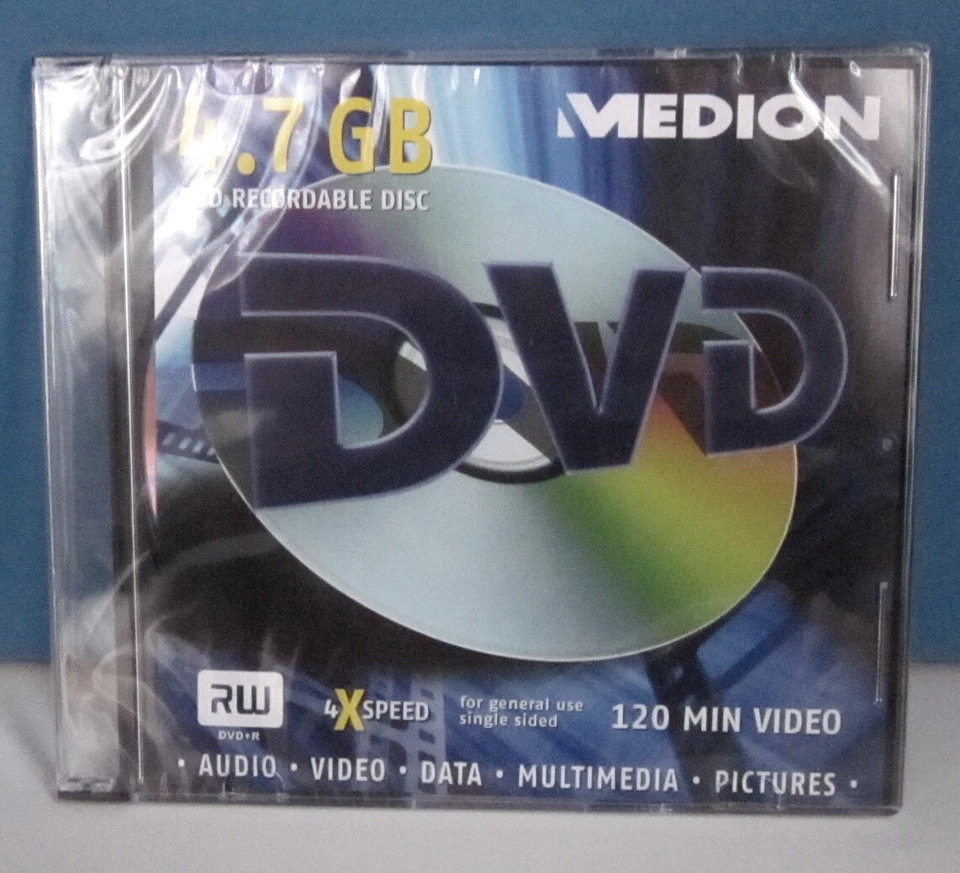 4.7 GB
MEDION
DVD RECORDABLE DISC
DVD
RW
DVD+R
4XSPEED
for general use
single sided
120 MIN VIDEO
• AUDIO • VIDEO • DATA • MULTIMEDIA • PICTURES •